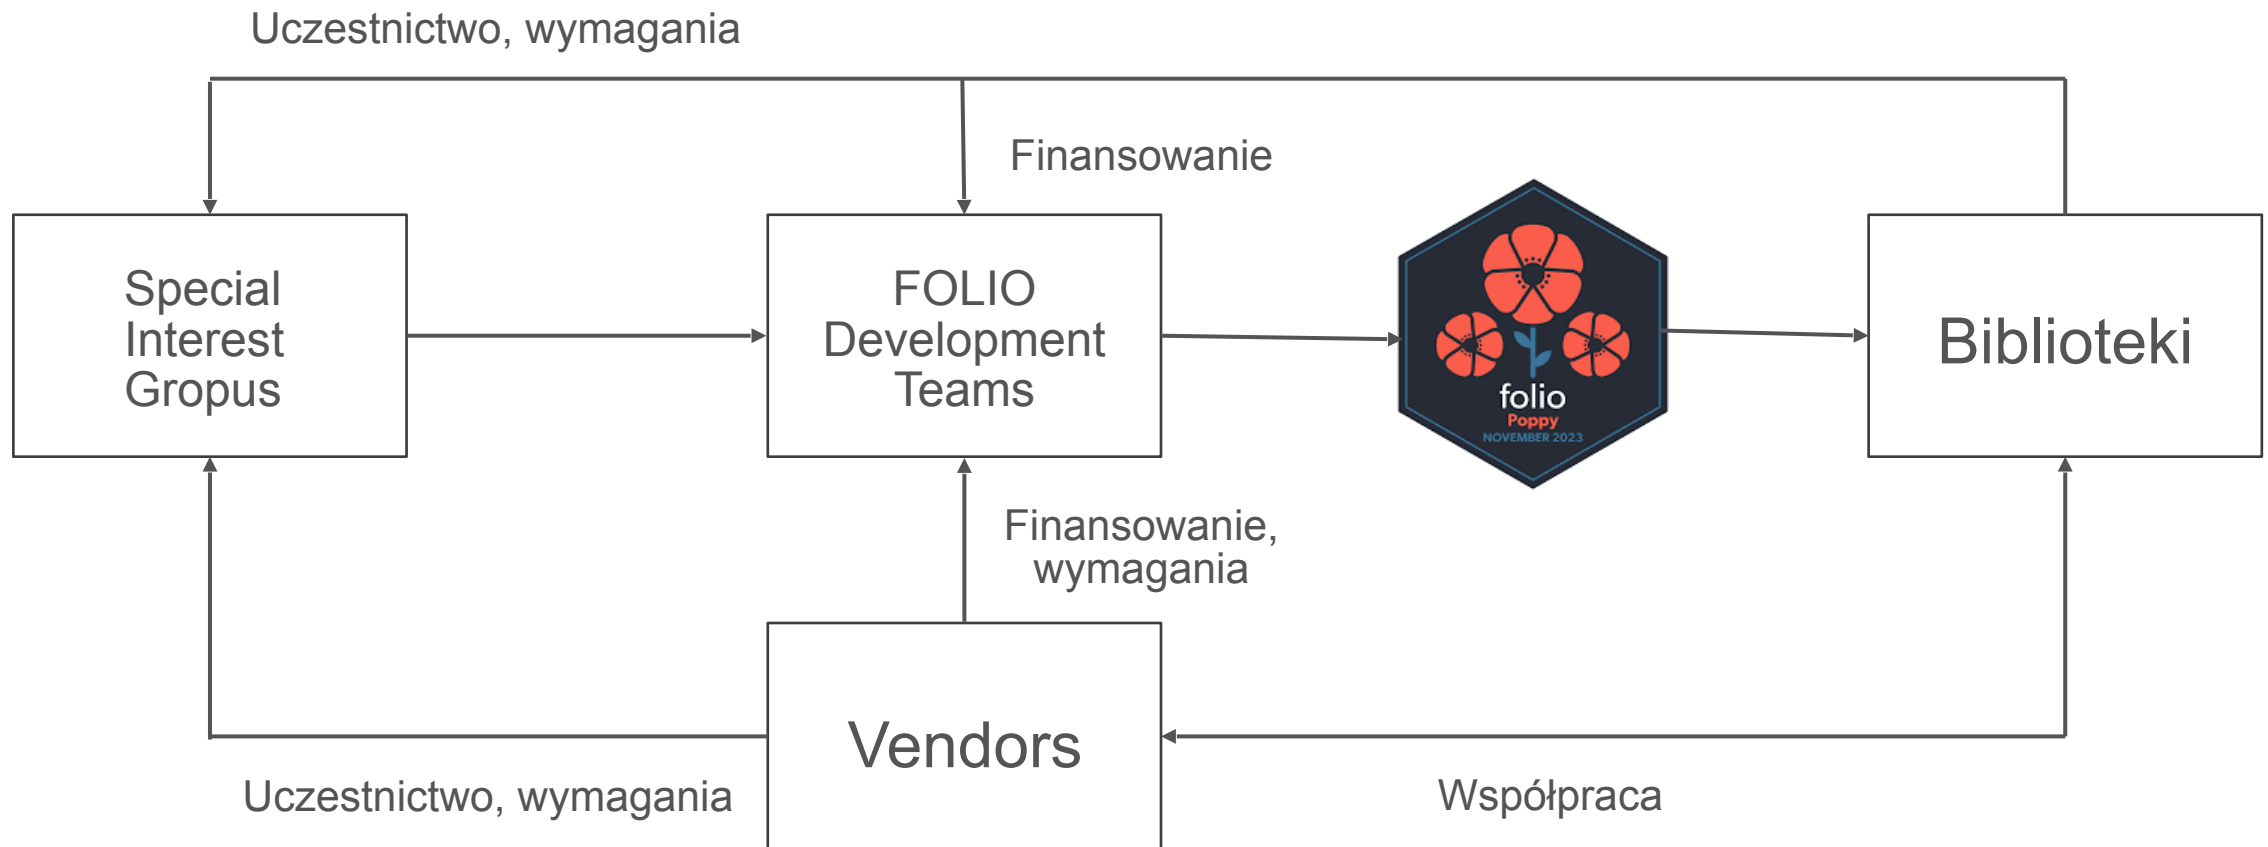 Uczestnictwo, wymagania
Finansowanie
Special
Interest
Gropus
FOLIO
Development
Teams
folio
Poppy
NOVEMBER 2023
Biblioteki
Finansowanie,
wymagania
Vendors
Uczestnictwo, wymagania
Współpraca